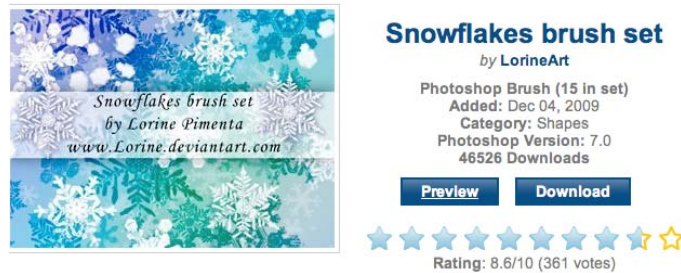 Snowflakes brush set
by Lorine Pimenta
www.Lorine.deviantart.com
Snowflakes brush set
by LorineArt
Photoshop Brush (15 in set)
Added: Dec 04, 2009
Category: Shapes
Photoshop Version: 7.0
46526 Downloads
Preview Download
Rating: 8.6/10 (361 votes)